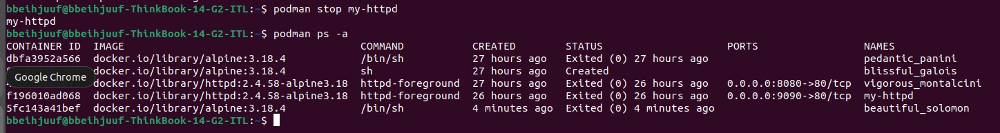 bbeihjuuf@bbeihjuuf-ThinkBook-14-G2-ITL:~$ podman stop my-httpd
my-httpd
bbeihjuuf@bbeihjuuf-ThinkBook-14-G2-ITL:~$ podman ps -a
CONTAINER ID  IMAGE                                      COMMAND           CREATED        STATUS                    PORTS                 NAMES
dbfa3952a566  docker.io/library/alpine:3.18.4            /bin/sh           27 hours ago   Exited (0) 27 hours ago                         pedantic_panini
docker.io/library/alpine:3.18.4            sh                27 hours ago   Created                                         blissful_galois
Google Chrome
docker.io/library/httpd:2.4.58-alpine3.18  httpd-foreground  27 hours ago   Exited (0) 26 hours ago   0.0.0.0:8080->80/tcp  vigorous_montalcini
f196010ad068  docker.io/library/httpd:2.4.58-alpine3.18  httpd-foreground  26 hours ago   Exited (0) 26 hours ago   0.0.0.0:9090->80/tcp  my-httpd
5fc143a41bef  docker.io/library/alpine:3.18.4            /bin/sh           4 minutes ago  Exited (0) 4 minutes ago                        beautiful_solomon
bbeihjuuf@bbeihjuuf-ThinkBook-14-G2-ITL:~$